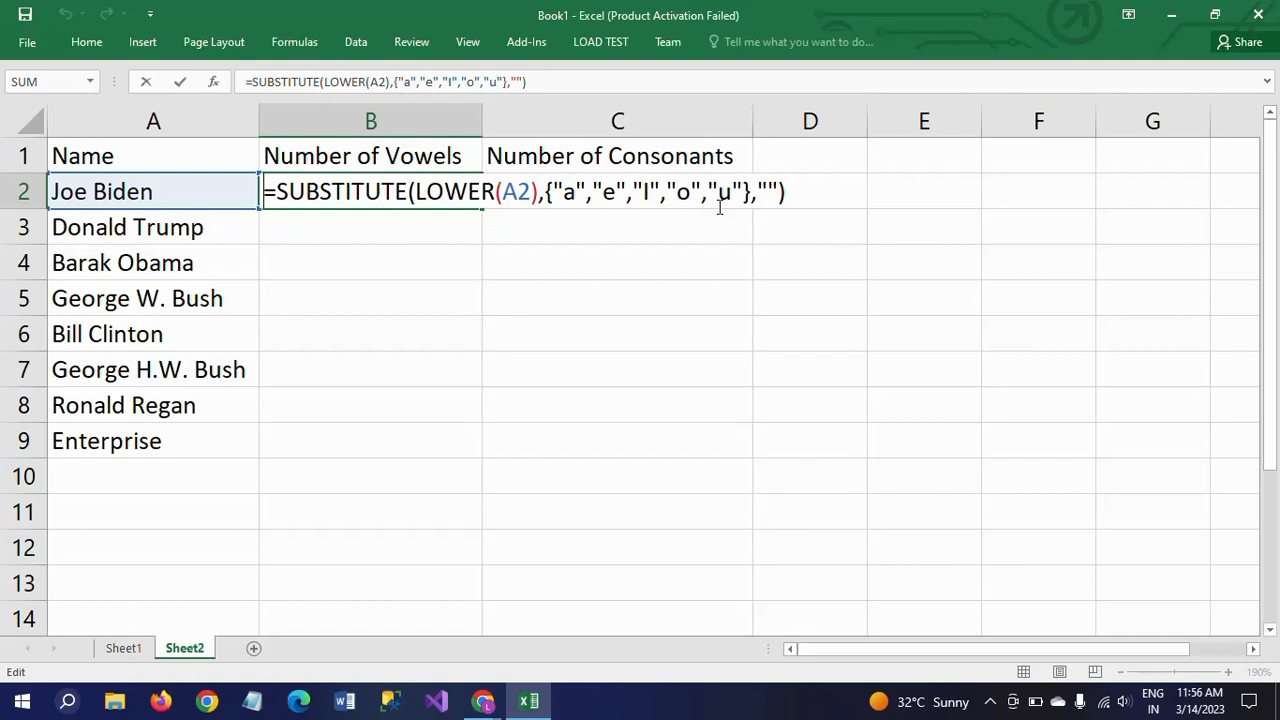 Book1 - Excel (Product Activation Failed)
File Home Insert Page Layout Formulas Data Review View Add-Ins LOAD TEST Team Tell me what you want to do... Share
SUM =SUBSTITUTE(LOWER(A2),{"a","e","I","o","u"},"")
A B C D E F G
1 Name Number of Vowels Number of Consonants
2 Joe Biden =SUBSTITUTE(LOWER(A2),{"a","e","I","o","u"},"")
3 Donald Trump
4 Barak Obama
5 George W. Bush
6 Bill Clinton
7 George H.W. Bush
8 Ronald Regan
9 Enterprise
10
11
12
13
14
Sheet1 Sheet2
Edit 190%
32°C Sunny ENG 11:56 AM
IN 3/14/2023